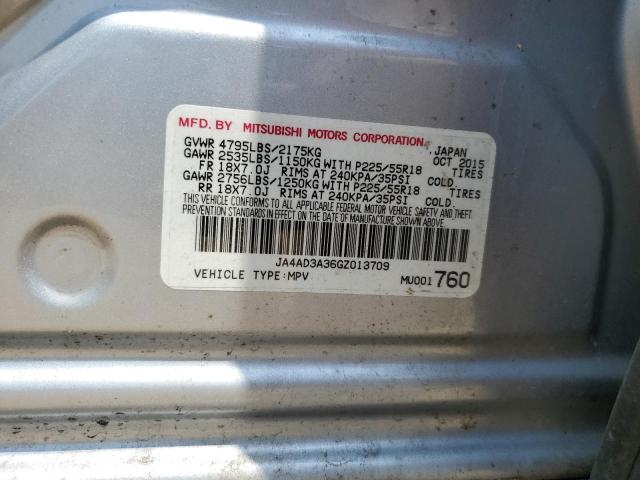 MFD. BY MITSUBISHI MOTORS CORPORATION, JAPAN
GVWR 4795LBS/2175KG OCT 2015
GAWR 2535LBS/1150KG WITH P225/55R18 TIRES
FR 18X7.0J RIMS AT 240KPA/35PSI COLD.
GAWR 2756LBS/1250KG WITH P225/55R18 TIRES
RR 18X7.0J RIMS AT 240KPA/35PSI COLD.
THIS VEHICLE CONFORMS TO ALL APPLICABLE FEDERAL MOTOR VEHICLE SAFETY AND THEFT
PREVENTION STANDARDS IN EFFECT ON THE DATE OF MANUFACTURE SHOWN ABOVE.
JA4AD3A36GZ013709
VEHICLE TYPE:MPV MU001760